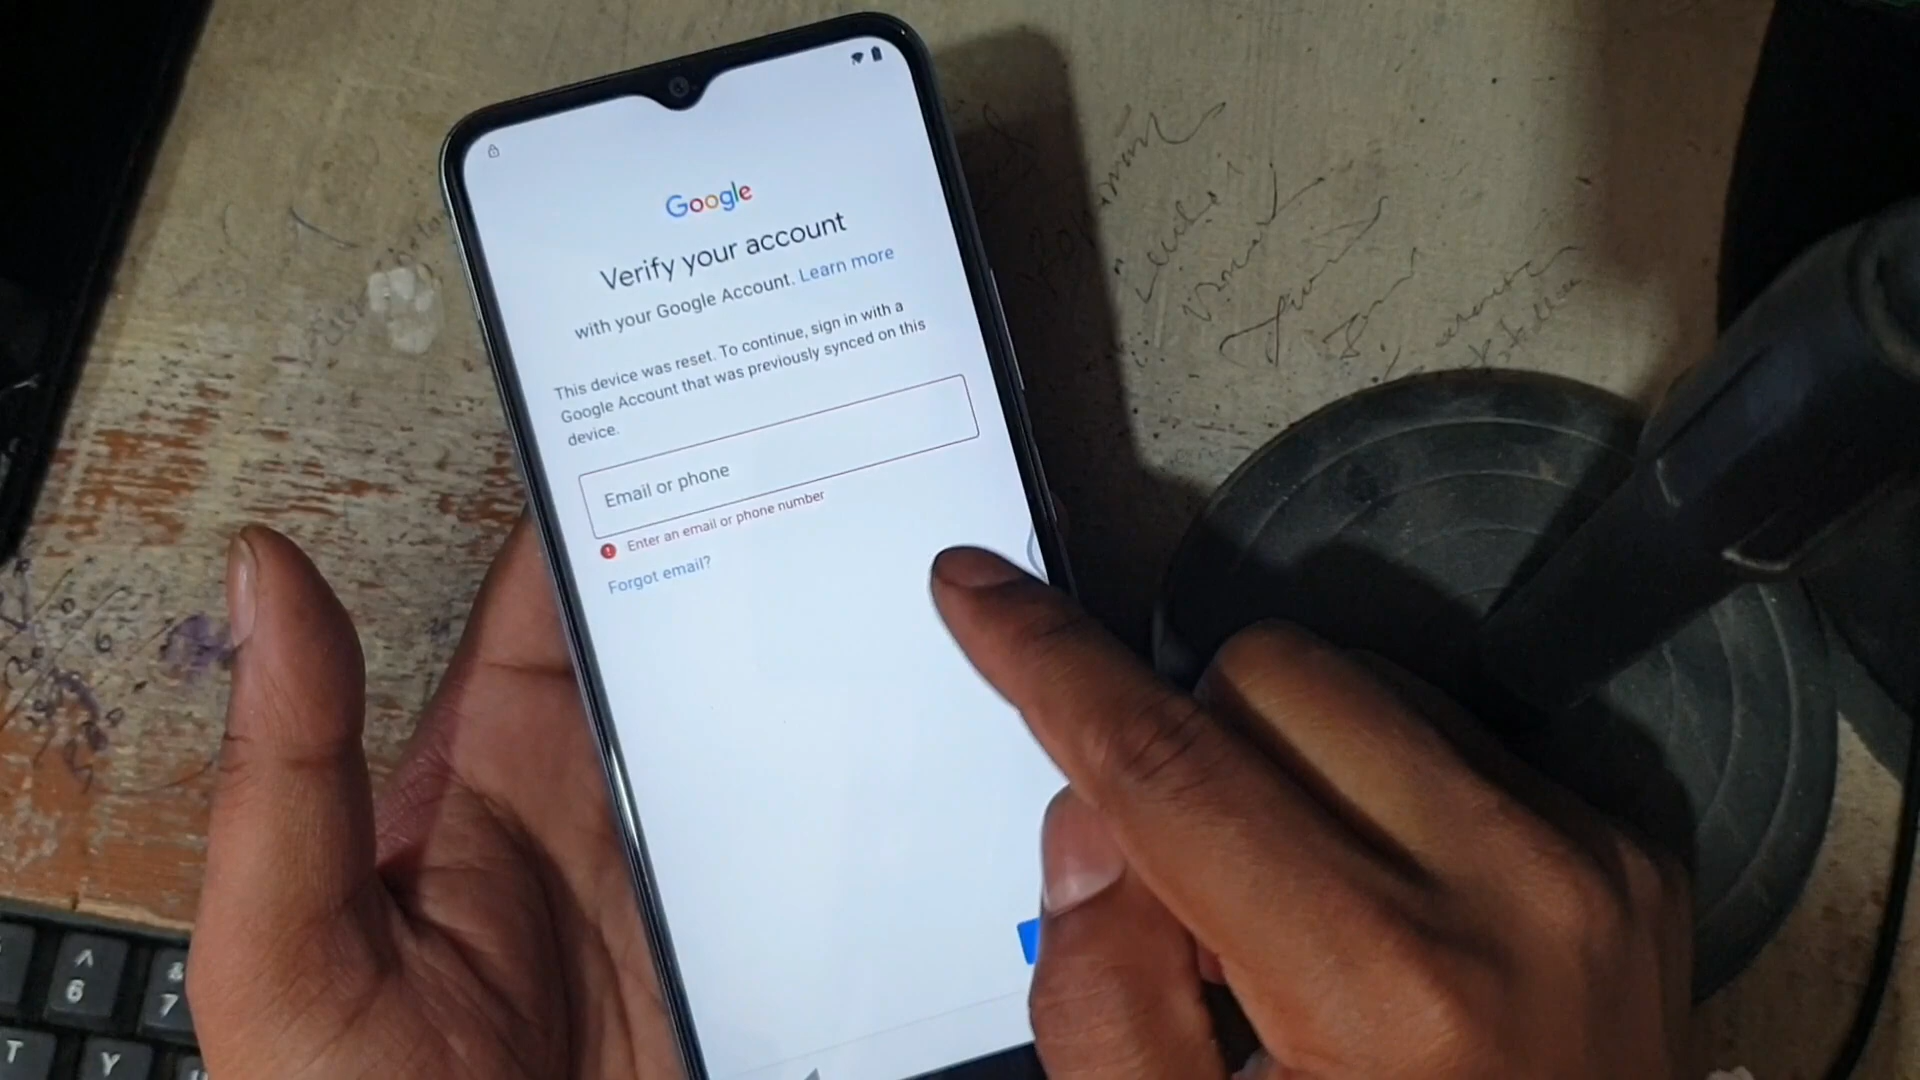 Google
Verify your account
with your Google Account. Learn more
This device was reset. To continue, sign in with a
Google Account that was previously synced on this
device.
Email or phone
Enter an email or phone number
Forgot email?
^
6
&
7
T
Y